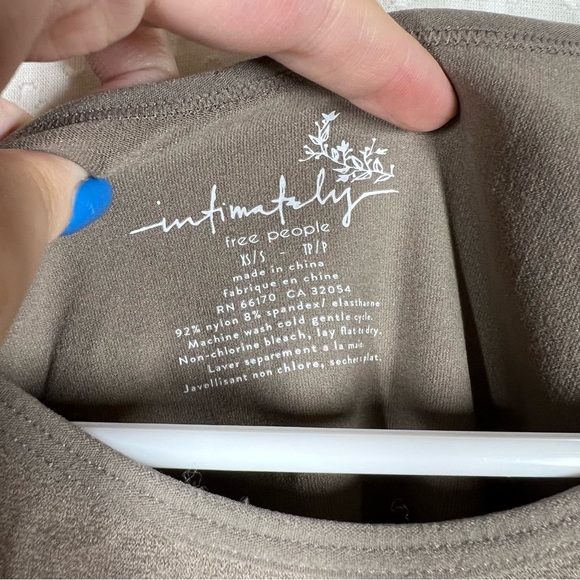 intimately
free people
XS/S - TP/P
made in china
fabrique en chine
RN 66170 CA 32054
92% nylon 8% spandex/ elasthanne
Machine wash cold gentle cycle.
Non-chlorine bleach, lay flat to dry.
Laver separement a la main
Javellisant non chlore, secher a plat.